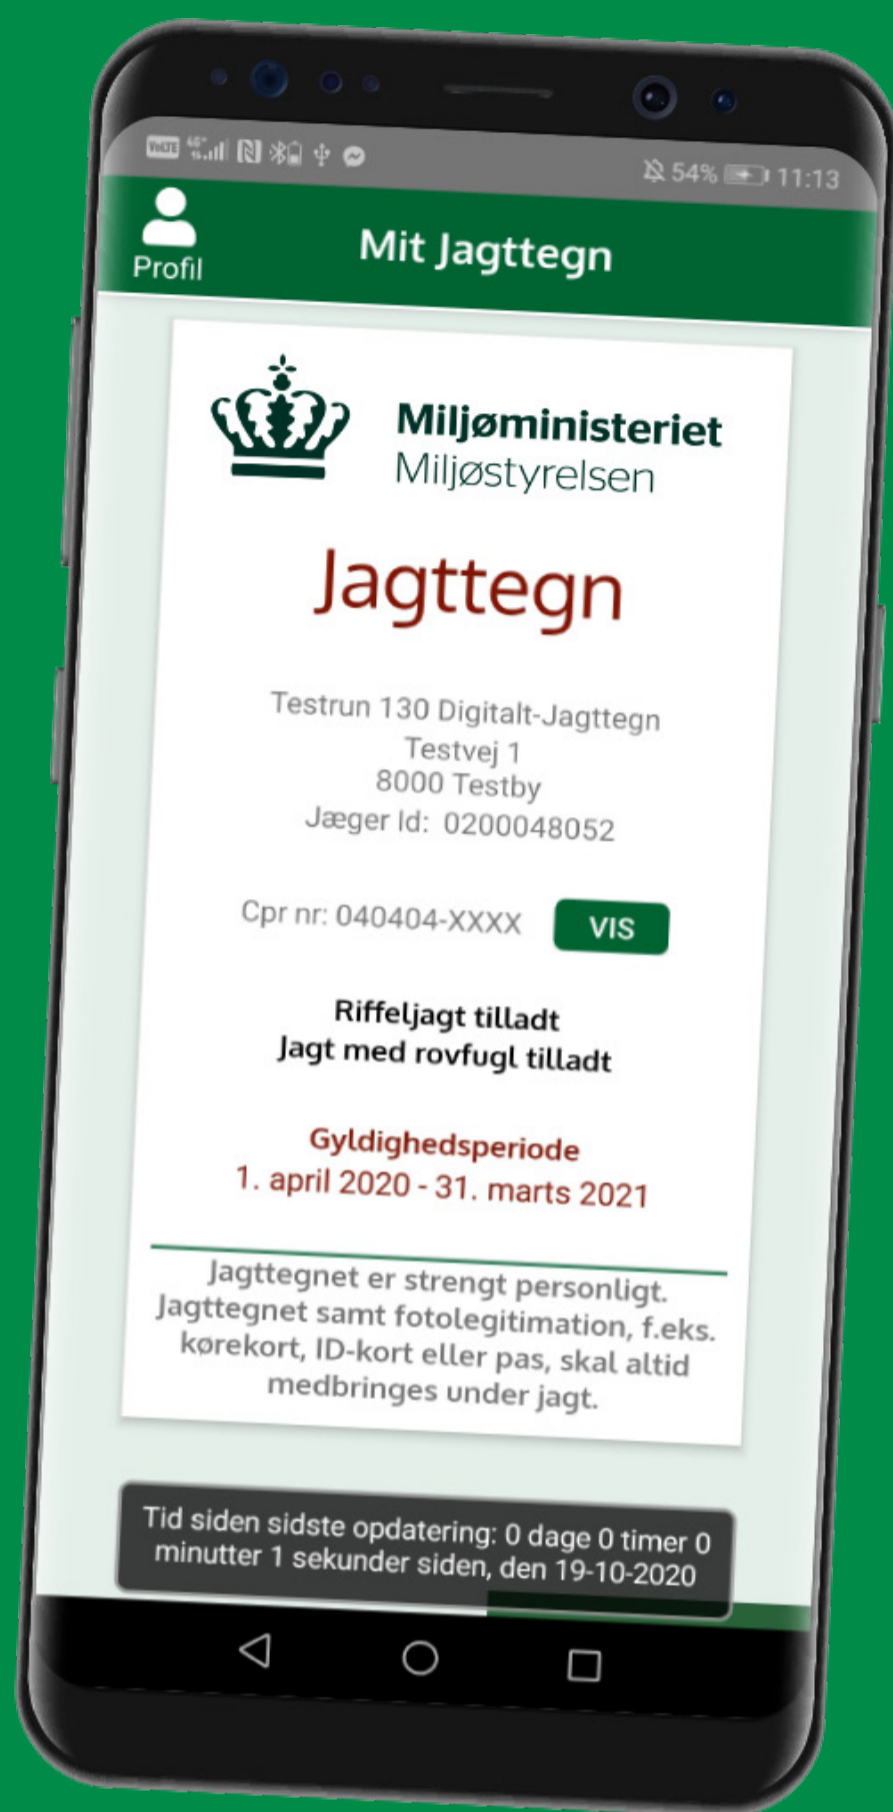 VoLTE 4G+ 54% 11:13
Profil
Mit Jagttegn
Miljøministeriet
Miljøstyrelsen
Jagttegn
Testrun 130 Digitalt-Jagttegn
Testvej 1
8000 Testby
Jæger Id: 0200048052
Cpr nr: 040404-XXXX VIS
Riffeljagt tilladt
Jagt med rovfugl tilladt
Gyldighedsperiode
1. april 2020 - 31. marts 2021
Jagttegnet er strengt personligt.
Jagttegnet samt fotolegitimation, f.eks.
kørekort, ID-kort eller pas, skal altid
medbringes under jagt.
Tid siden sidste opdatering: 0 dage 0 timer 0
minutter 1 sekunder siden, den 19-10-2020